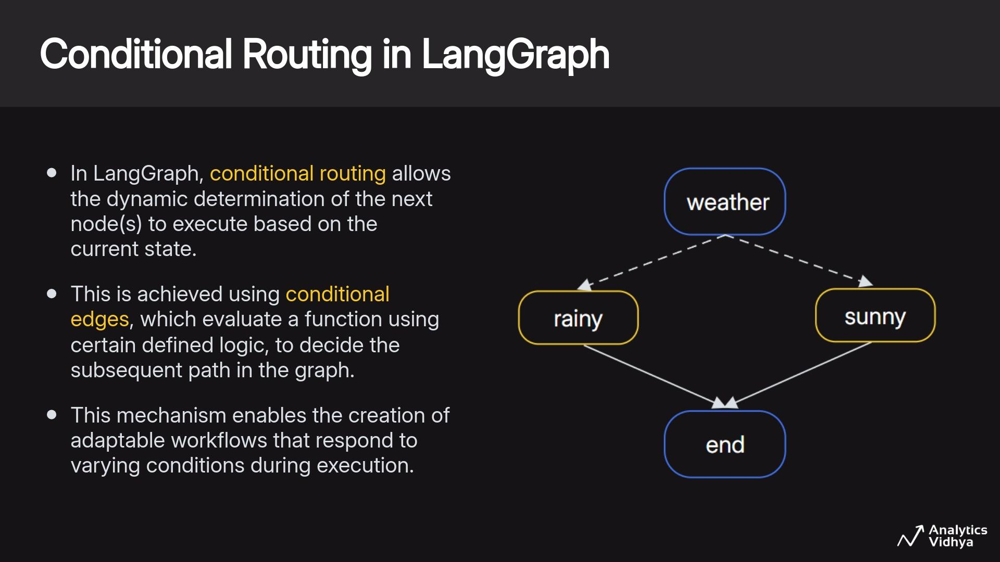 Conditional Routing in LangGraph
● In LangGraph, conditional routing allows
the dynamic determination of the next
node(s) to execute based on the
current state.
● This is achieved using conditional
edges, which evaluate a function using
certain defined logic, to decide the
subsequent path in the graph.
● This mechanism enables the creation of
adaptable workflows that respond to
varying conditions during execution.
weather
rainy
sunny
end
Analytics
Vidhya